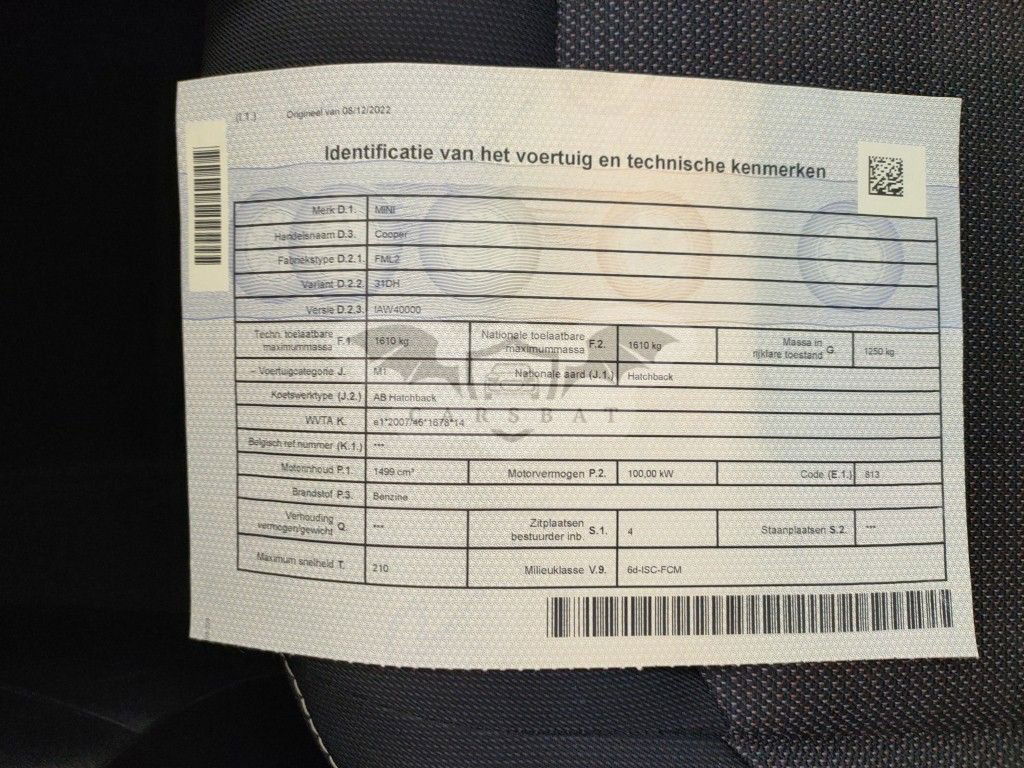 (I.1.) Origineel van 08/12/2022
Identificatie van het voertuig en technische kenmerken
Merk D.1. MINI
Handelsnaam D.3. Cooper
Fabriekstype D.2.1. FML2
Variant D.2.2. 31DH
Versie D.2.3. IAW40000
Techn. toelaatbare maximummassa F.1. 1610 kg Nationale toelaatbare maximummassa F.2. 1610 kg Massa in rijklare toestand G. 1250 kg
Voertuigcategorie J. M1 Nationale aard (J.1.) Hatchback
Koetswerktype (J.2.) AB Hatchback
CARSBAT
WVTA K. e1*2007/46*1678*14
Belgisch ref.nummer (K.1.) ---
Motorinhoud P.1. 1499 cm³ Motorvermogen P.2. 100,00 kW Code (E.1.) 813
Brandstof P.3. Benzine
Verhouding vermogen/gewicht Q. --- Zitplaatsen bestuurder inb. S.1. 4 Staanplaatsen S.2. ---
Maximum snelheid T. 210 Milieuklasse V.9. 6d-ISC-FCM